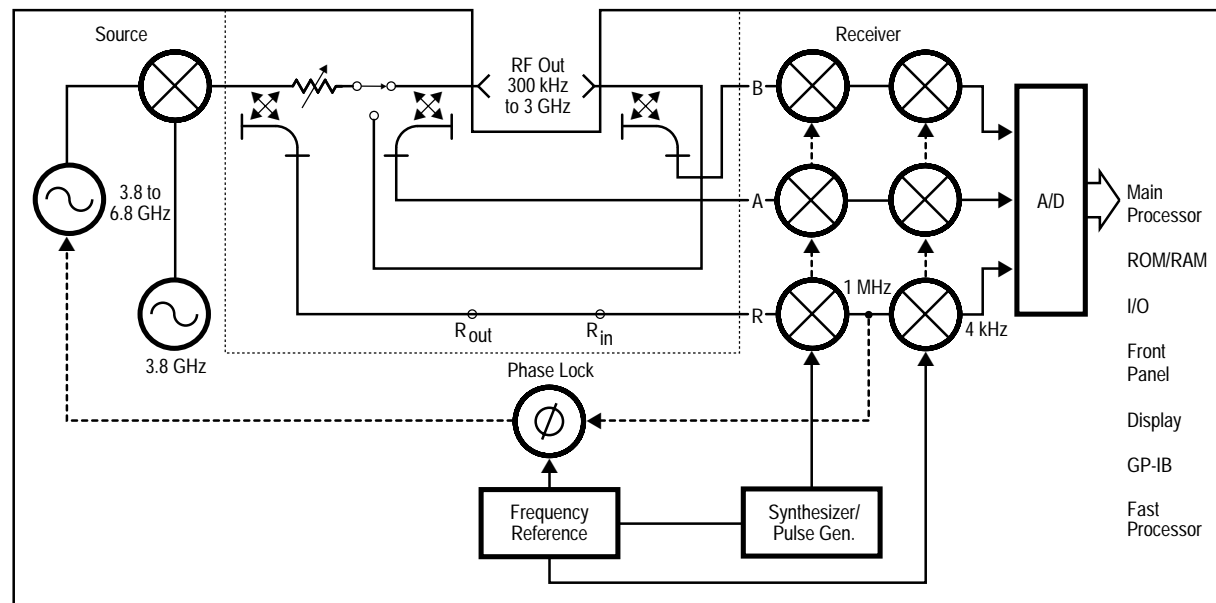 Source
RF Out
300 kHz
to 3 GHz
Receiver
B
3.8 to
6.8 GHz
A
A/D
Main
Processor
ROM/RAM
1 MHz
R
R out
R in
4 kHz
I/O
3.8 GHz
Phase Lock
Front
Panel
Display
GP-IB
Frequency
Reference
Synthesizer/
Pulse Gen.
Fast
Processor